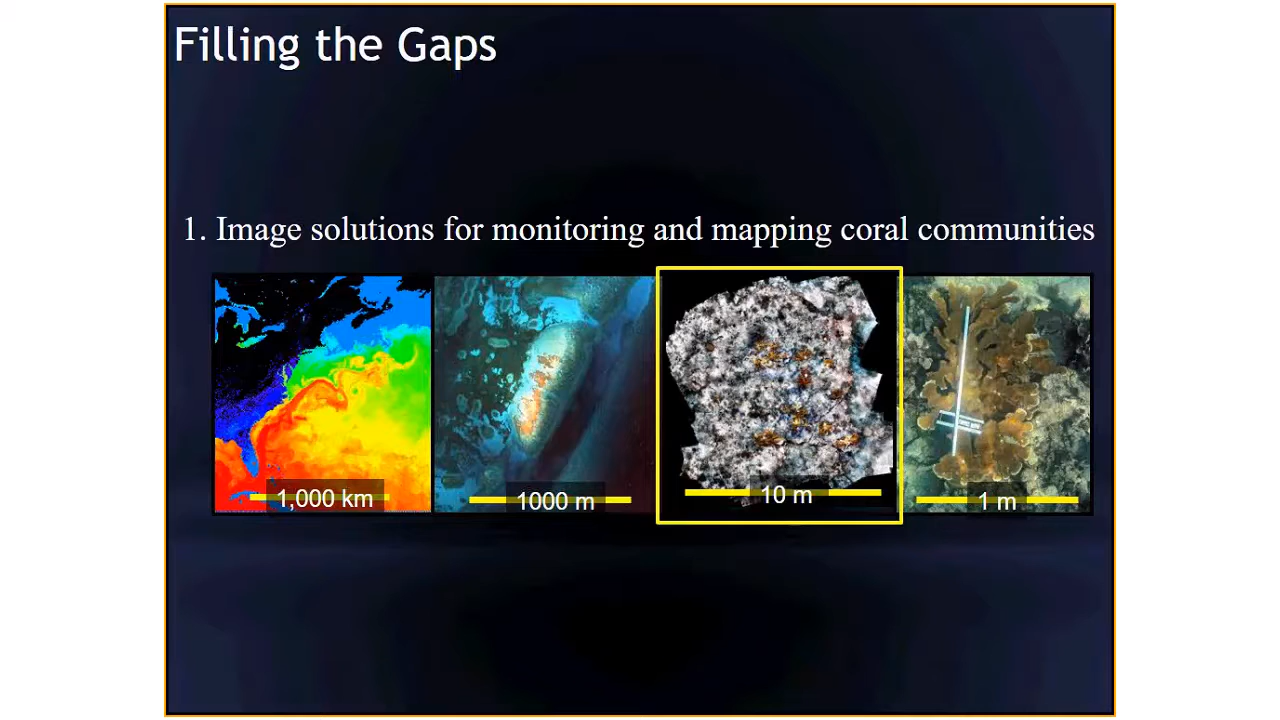 Filling the Gaps
1. Image solutions for monitoring and mapping coral communities
1,000 km
1000 m
10 m
1 m